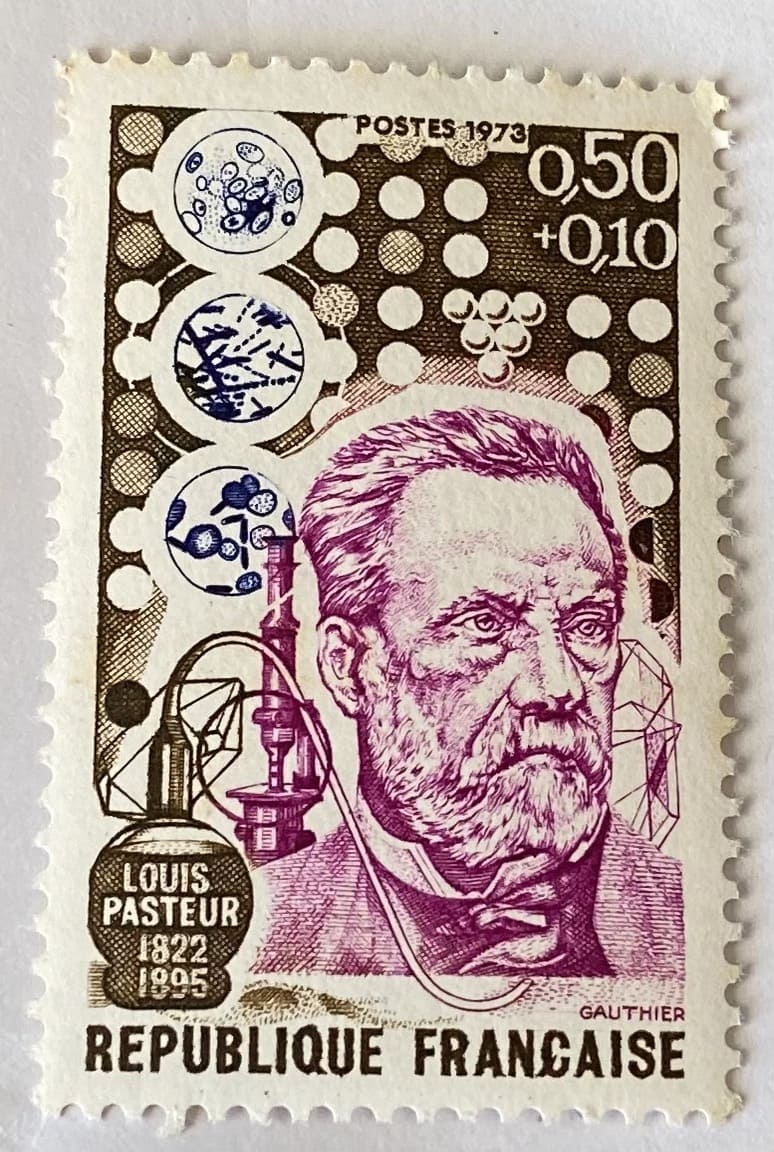 POSTES 1973
0,50
+0,10
LOUIS
PASTEUR
1822
1895
GAUTHIER
REPUBLIQUE FRANÇAISE